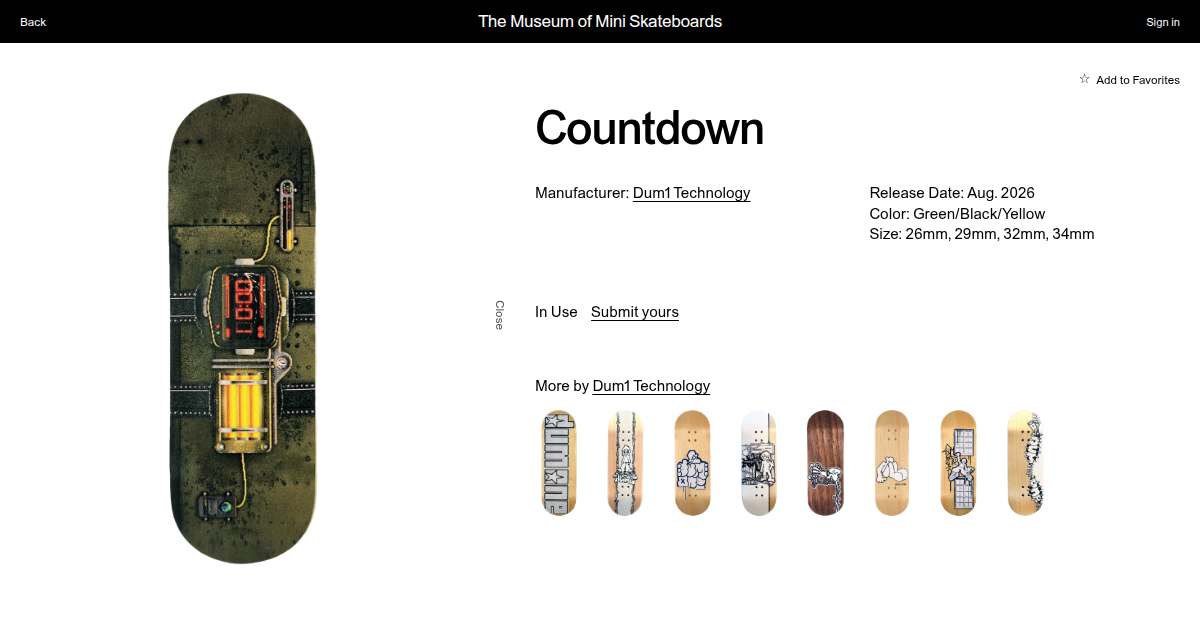 Back
The Museum of Mini Skateboards
Sign in
☆ Add to Favorites
Countdown
Manufacturer: Dum1 Technology
Release Date: Aug. 2026
Color: Green/Black/Yellow
Size: 26mm, 29mm, 32mm, 34mm
Close
In Use Submit yours
More by Dum1 Technology